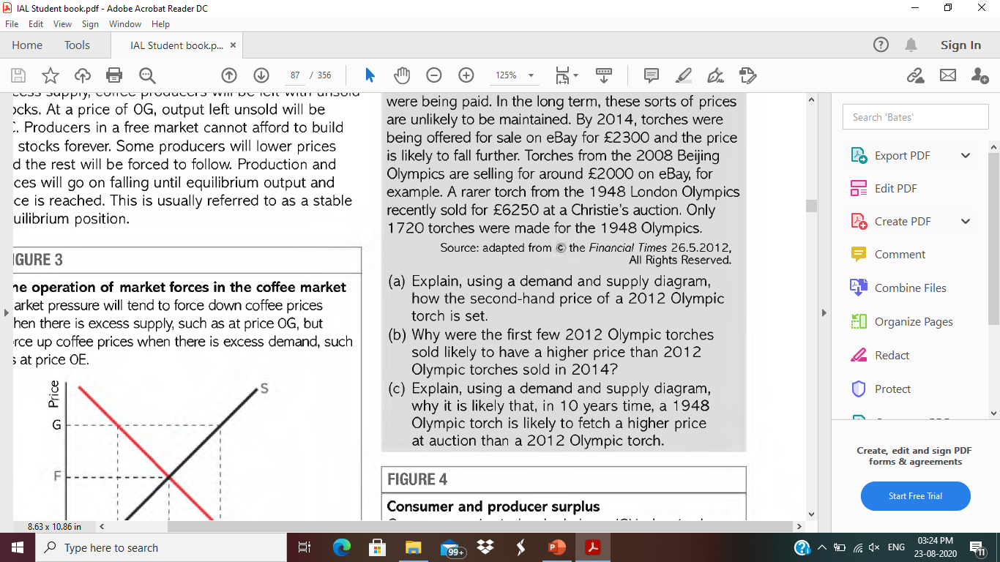 IAL Student book.pdf - Adobe Acrobat Reader DC
File Edit View Sign Window Help
Home Tools IAL Student book.p... ×
Sign In
87 / 356
125%
cess supply, coffee producers will be left with unsold
ocks. At a price of OG, output left unsold will be
Producers in a free market cannot afford to build
stocks forever. Some producers will lower prices
d the rest will be forced to follow. Production and
ces will go on falling until equilibrium output and
ce is reached. This is usually referred to as a stable
uilibrium position.
IGURE 3
ne operation of market forces in the coffee market
arket pressure will tend to force down coffee prices
hen there is excess supply, such as at price OG, but
rce up coffee prices when there is excess demand, such
s at price OE.
Price
S
G
F
were being paid. In the long term, these sorts of prices
are unlikely to be maintained. By 2014, torches were
being offered for sale on eBay for £2300 and the price
is likely to fall further. Torches from the 2008 Beijing
Olympics are selling for around £2000 on eBay, for
example. A rarer torch from the 1948 London Olympics
recently sold for £6250 at a Christie's auction. Only
1720 torches were made for the 1948 Olympics.
Source: adapted from © the Financial Times 26.5.2012,
All Rights Reserved.
(a) Explain, using a demand and supply diagram,
how the second-hand price of a 2012 Olympic
torch is set.
(b) Why were the first few 2012 Olympic torches
sold likely to have a higher price than 2012
Olympic torches sold in 2014?
(c) Explain, using a demand and supply diagram,
why it is likely that, in 10 years time, a 1948
Olympic torch is likely to fetch a higher price
at auction than a 2012 Olympic torch.
FIGURE 4
Consumer and producer surplus
8.63 x 10.86 in
Search 'Bates'
Export PDF
Edit PDF
Create PDF
Comment
Combine Files
Organize Pages
Redact
Protect
Create, edit and sign PDF
forms & agreements
Start Free Trial
Type here to search
99+
ENG
03:24 PM
23-08-2020
11